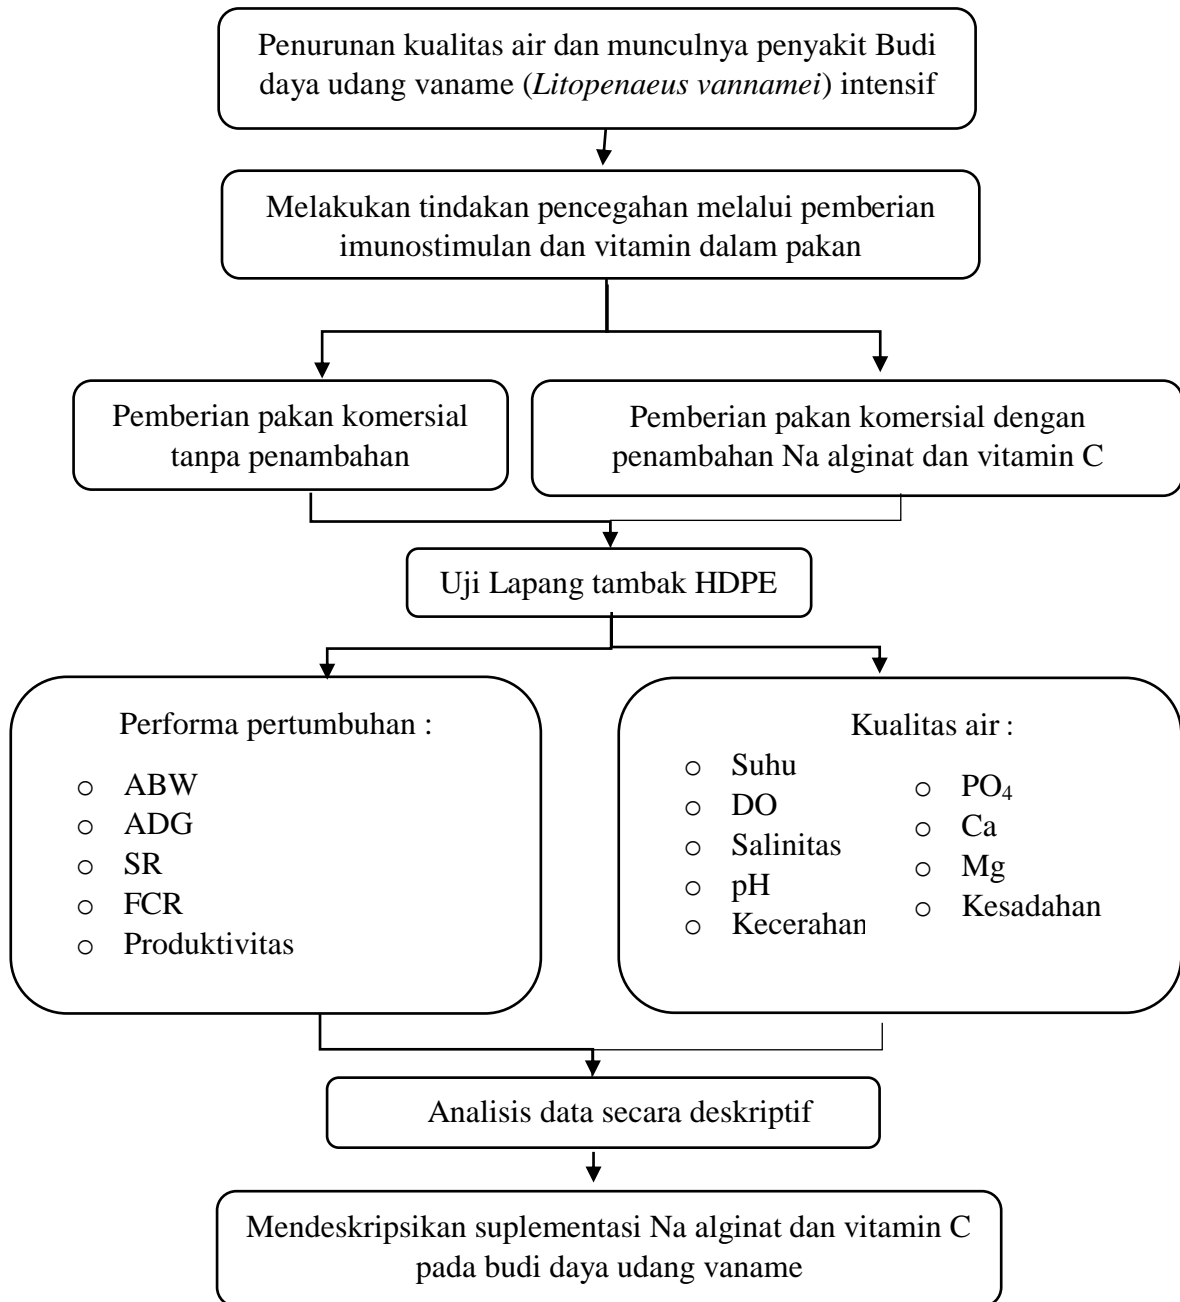 Penurunan kualitas air dan munculnya penyakit Budi
daya udang vaname (Litopenaeus vannamei) intensif
Melakukan tindakan pencegahan melalui pemberian
imunostimulan dan vitamin dalam pakan
Pemberian pakan komersial
tanpa penambahan
Pemberian pakan komersial dengan
penambahan Na alginat dan vitamin C
Uji Lapang tambak HDPE
Performa pertumbuhan :
o ABW
o ADG
o SR
o FCR
o Produktivitas
Kualitas air :
o Suhu
o DO
o Salinitas
o pH
o Kecerahan
o PO₄
o Ca
o Mg
o Kesadahan
Analisis data secara deskriptif
Mendeskripsikan suplementasi Na alginat dan vitamin C
pada budi daya udang vaname